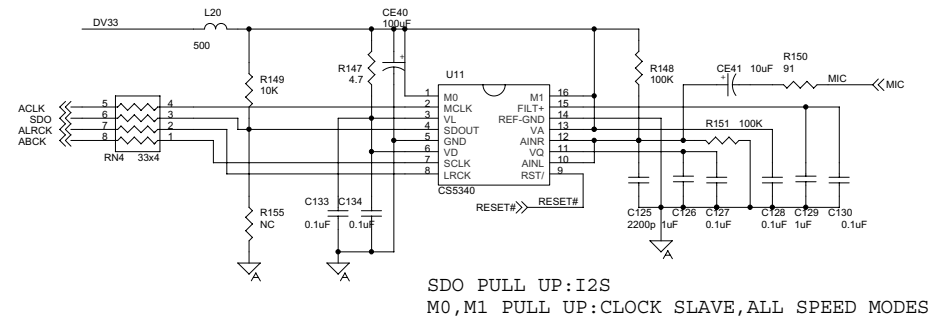 DV33
L20
500
CE40
100uF
R149
10K
R147
4.7
U11
R148
100K
CE41 10uF
R150
91
MIC
MIC
ACLK
SDO
ALRCK
ABCK
5 4
6 3
7 2
8 1
RN4 33x4
1 M0 M1 16
2 MCLK FILT+ 15
3 VL REF-GND 14
4 SDOUT VA 13
5 GND AINR 12
6 VD VQ 11
7 SCLK AINL 10
8 LRCK RST/ 9
CS5340
R151 100K
RESET# RESET#
R155
NC
C133 C134
0.1uF 0.1uF
C125 C126 C127 C128 C129 C130
2200p 1uF 0.1uF 0.1uF 1uF 0.1uF
A
A
A
SDO PULL UP:I2S
M0,M1 PULL UP:CLOCK SLAVE,ALL SPEED MODES